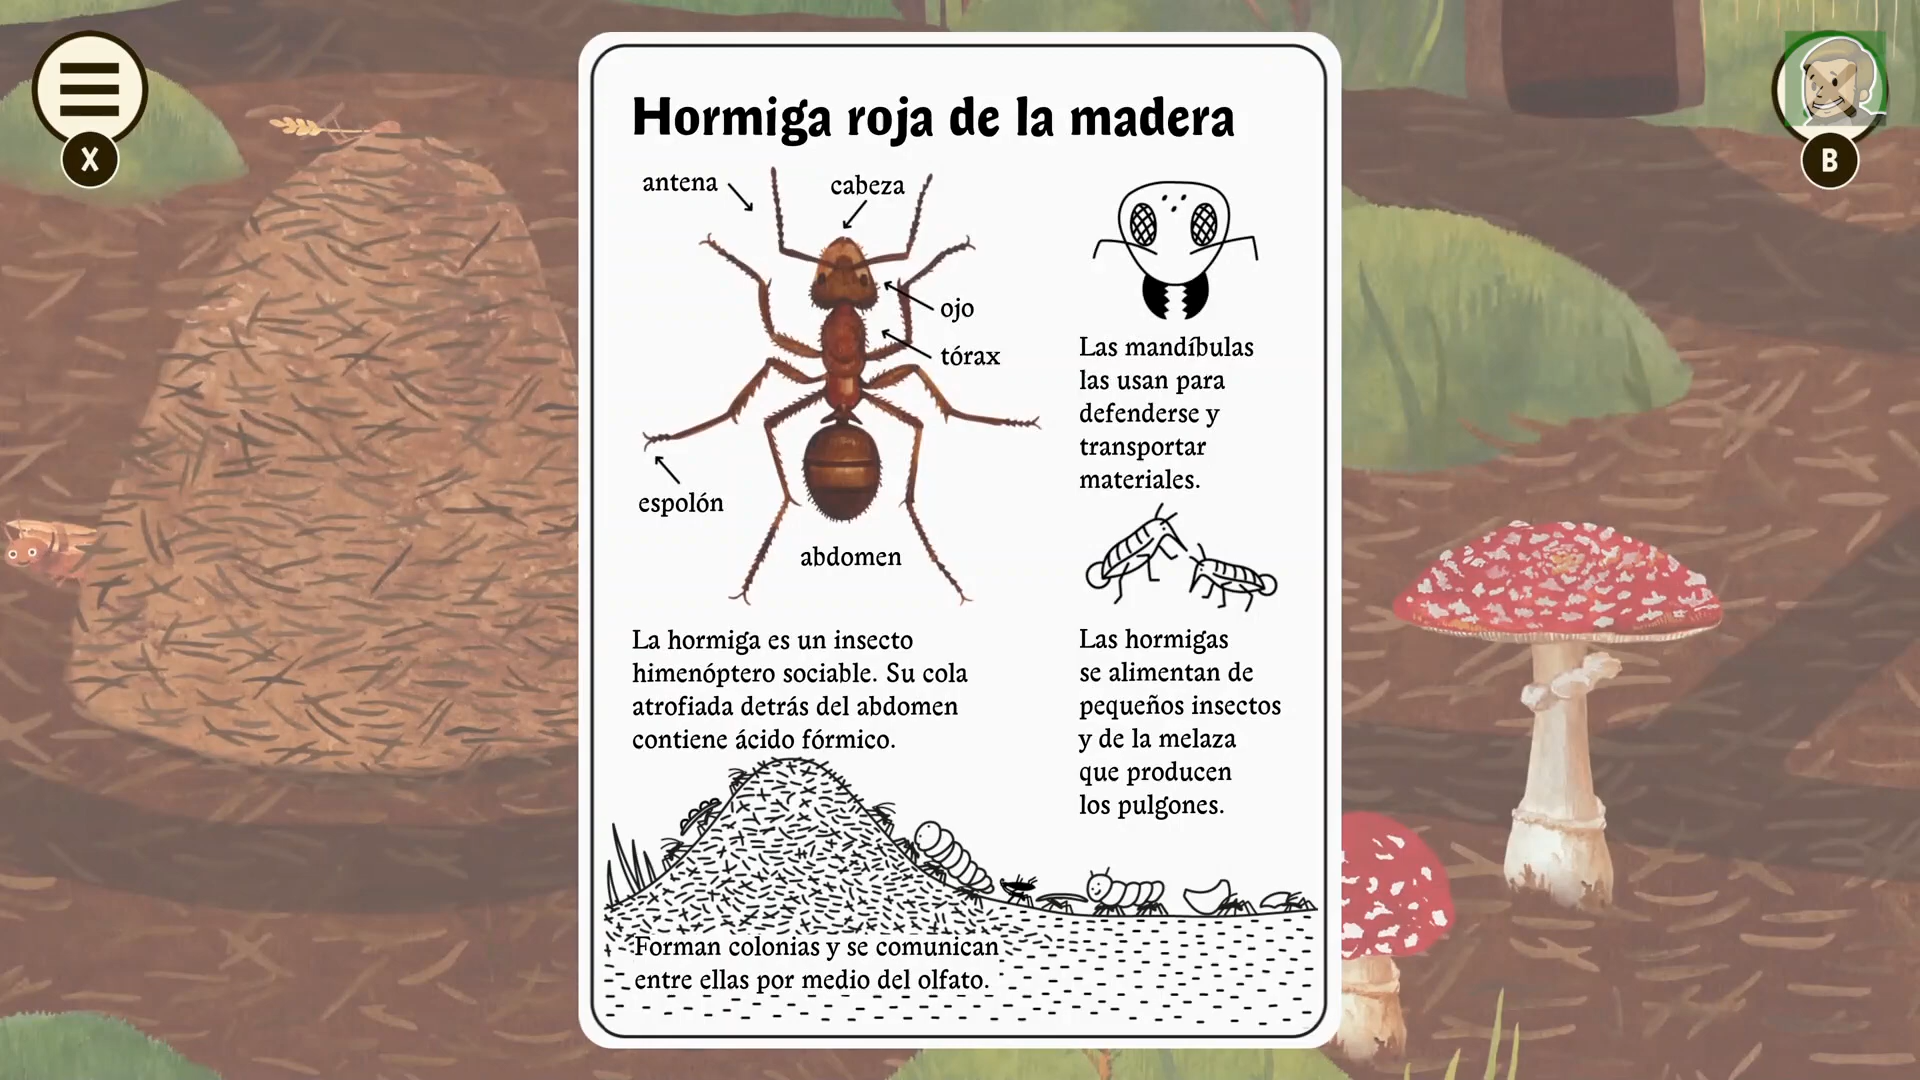 Hormiga roja de la madera
antena
cabeza
ojo
tórax
espolón
abdomen
Las mandíbulas
las usan para
defenderse y
transportar
materiales.
La hormiga es un insecto
himenóptero sociable. Su cola
atrofiada detrás del abdomen
contiene ácido fórmico.
Las hormigas
se alimentan de
pequeños insectos
y de la melaza
que producen
los pulgones.
Forman colonias y se comunican
entre ellas por medio del olfato.
X
B